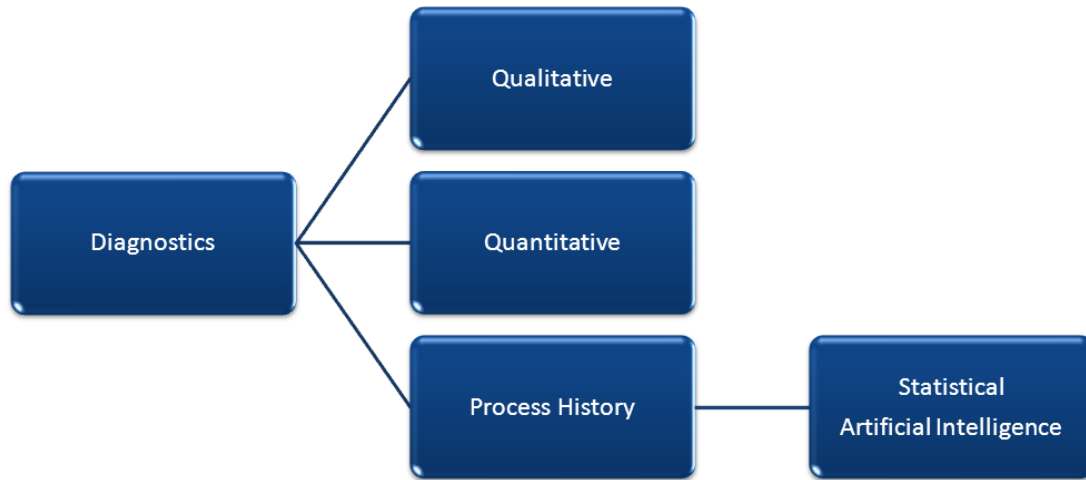 Diagnostics
Qualitative
Quantitative
Process History
Statistical
Artificial Intelligence